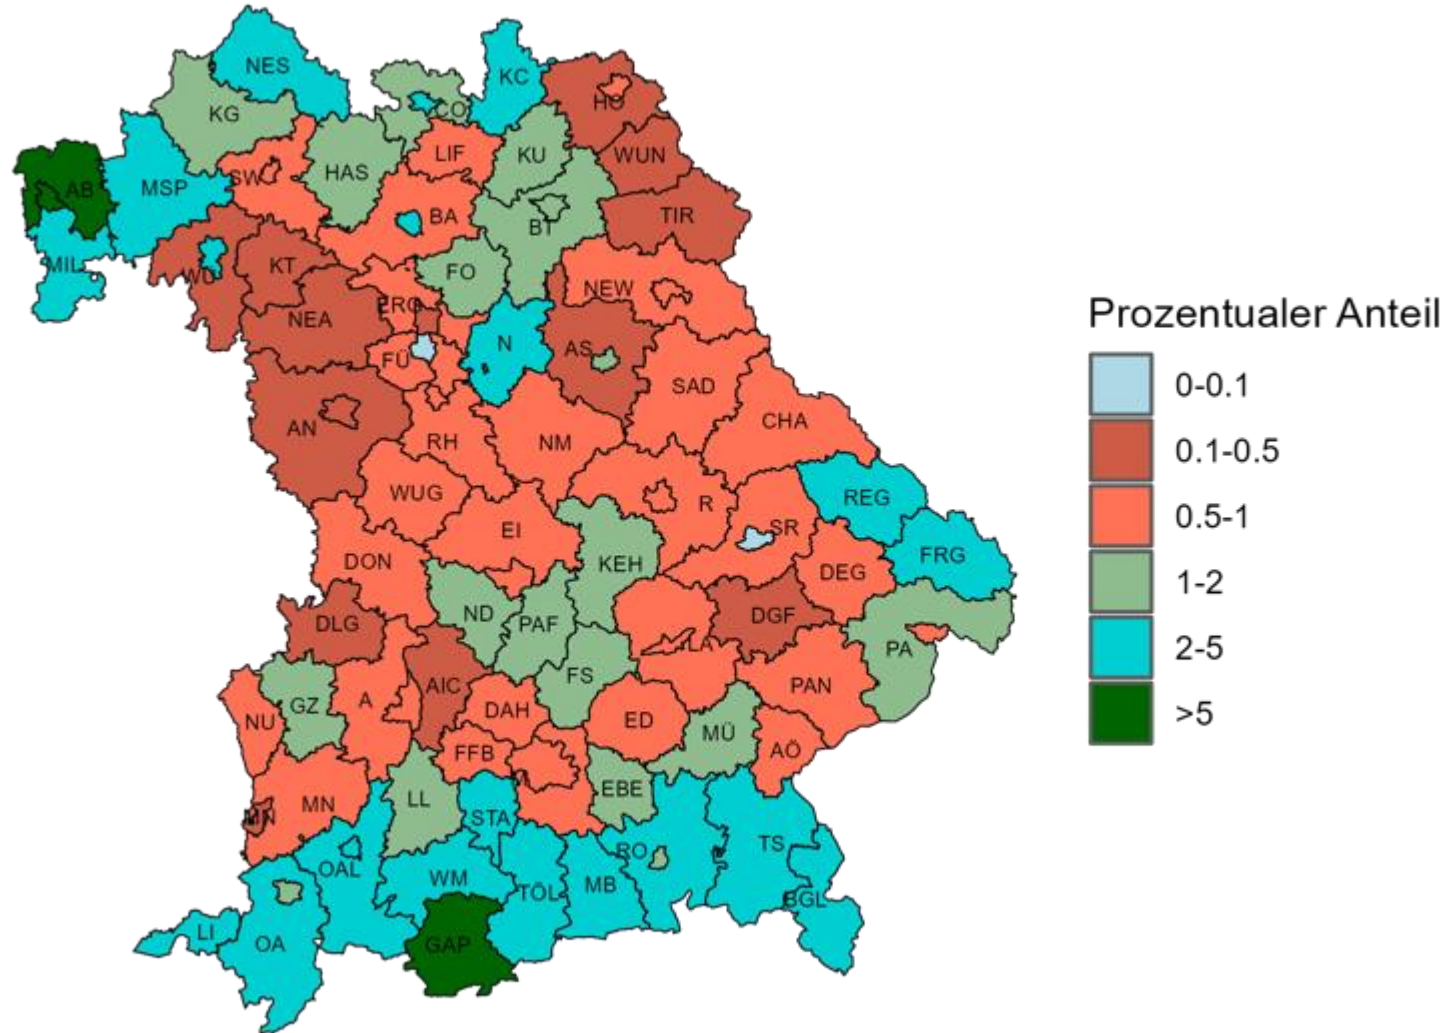 NES
KC
CO
HO
KG
LIF
KU
WUN
HAS
SW
AB
MSP
BA
TIR
BT
MIL
WÜ
KT
FO
NEW
ERG
NEA
N
AS
FÜ
SAD
AN
RH
NM
CHA
WUG
REG
R
EI
SR
DON
KEH
FRG
DEG
ND
PAF
DLG
DGF
LA
PA
FS
AIC
PAN
GZ
A
NU
DAH
ED
MÜ
FFB
AÖ
EBE
MN
MN
LL
STA
TS
RO
OAL
WM
TÖL
MB
BGL
LI
OA
GAP
Prozentualer Anteil
0-0.1
0.1-0.5
0.5-1
1-2
2-5
>5